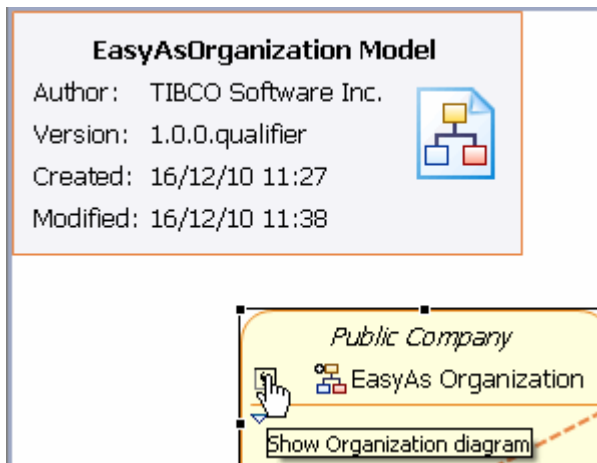 EasyAsOrganization Model
Author: TIBCO Software Inc.
Version: 1.0.0.qualifier
Created: 16/12/10 11:27
Modified: 16/12/10 11:38
Public Company
EasyAs Organization
Show Organization diagram